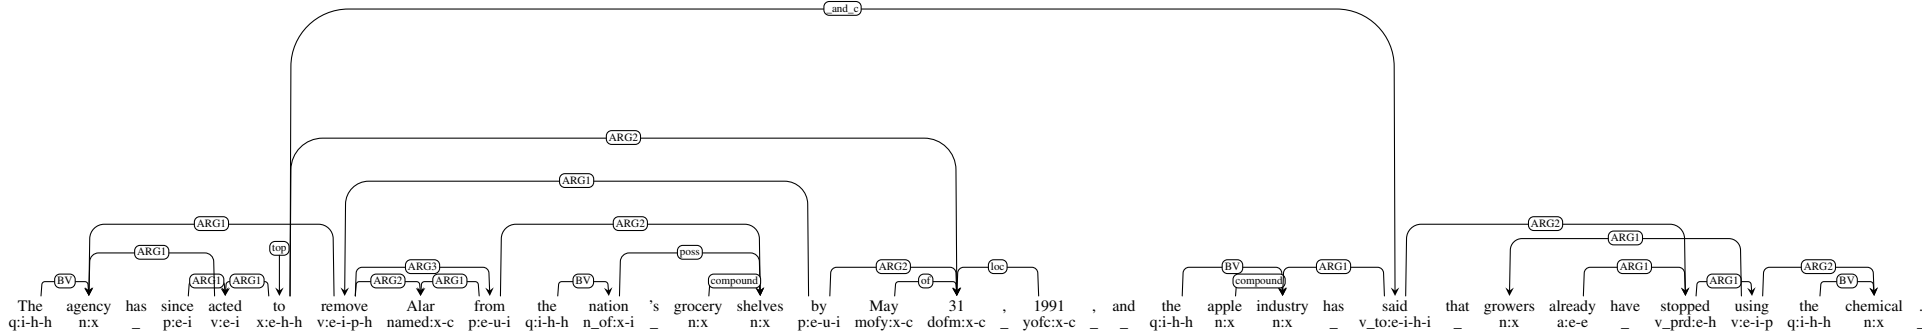 _and_c
ARG2
ARG1
ARG1 ARG2 ARG2
top ARG1
ARG1 poss
ARG3 ARG2 loc BV ARG1 ARG1 ARG2
BV ARG1 ARG1 ARG2 ARG1 BV compound of compound ARG1 BV
The agency has since acted to remove Alar from the nation 's grocery shelves by May 31 , 1991 , and the apple industry has said that growers already have stopped using the chemical .
q:i-h-h n:x _ p:e-i v:e-i x:e-h-h v:e-i-p-h named:x-c p:e-u-i q:i-h-h n_of:x-i _ n:x n:x p:e-u-i mofy:x-c dofm:x-c _ yofc:x-c _ _ q:i-h-h n:x n:x _ v_to:e-i-h-i _ n:x a:e-e _ v_prd:e-h v:e-i-p q:i-h-h n:x _